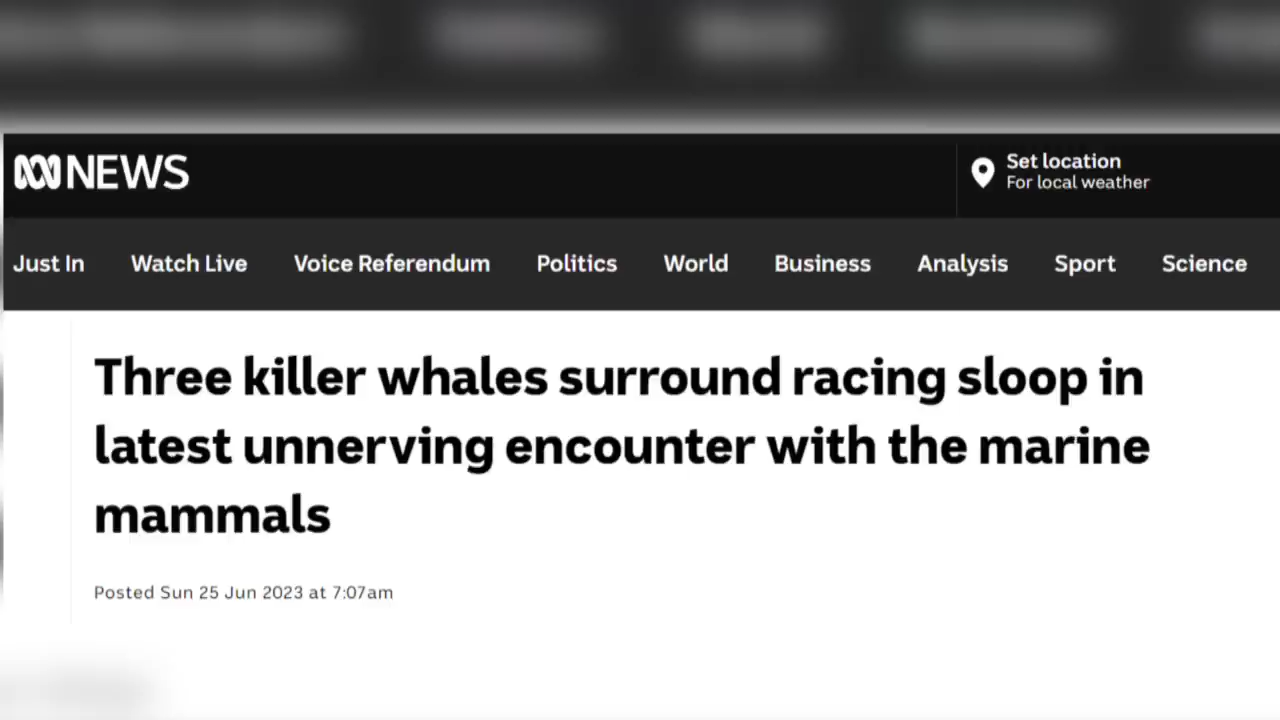 NEWS
Set location
For local weather
Just In Watch Live Voice Referendum Politics World Business Analysis Sport Science
Three killer whales surround racing sloop in
latest unnerving encounter with the marine
mammals
Posted Sun 25 Jun 2023 at 7:07am